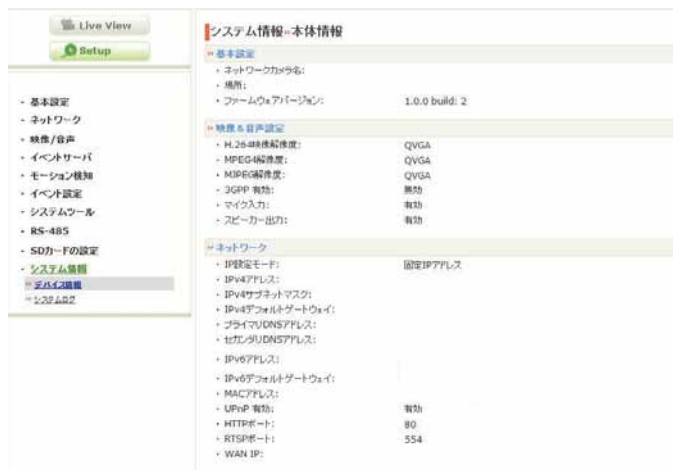 Live View
Setup
- 基本設定
- ネットワーク
- 映像/音声
- イベントサーバ
- モーション検知
- イベント設定
- システムツール
- RS-485
- SDカードの設定
- システム情報
» デバイス情報
» システムログ
システム情報»本体情報
» 基本設定
・ネットワークカメラ名:
・場所:
・ファームウェアバージョン: 1.0.0 build: 2
» 映像&音声設定
・H.264映像解像度: QVGA
・MPEG4解像度: QVGA
・MJPEG解像度: QVGA
・3GPP 有効: 無効
・マイク入力: 有効
・スピーカー出力: 有効
» ネットワーク
・IP設定モード: 固定IPアドレス
・IPv4アドレス:
・IPv4サブネットマスク:
・IPv4デフォルトゲートウェイ:
・プライマリDNSアドレス:
・セカンダリDNSアドレス:
・IPv6アドレス:
・IPv6デフォルトゲートウェイ:
・MACアドレス:
・UPnP 有効: 有効
・HTTPポート: 80
・RTSPポート: 554
・WAN IP: